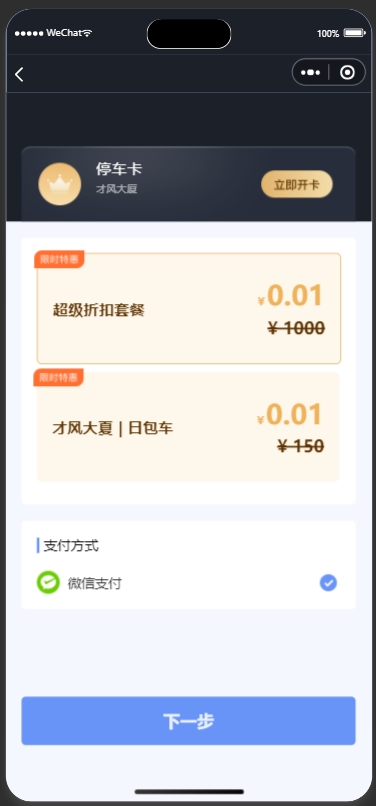 WeChat
100%
停车卡
才风大厦
立即开卡
限时特惠
超级折扣套餐
¥0.01
¥1000
限时特惠
才风大夏 | 日包车
¥0.01
¥150
支付方式
微信支付
下一步